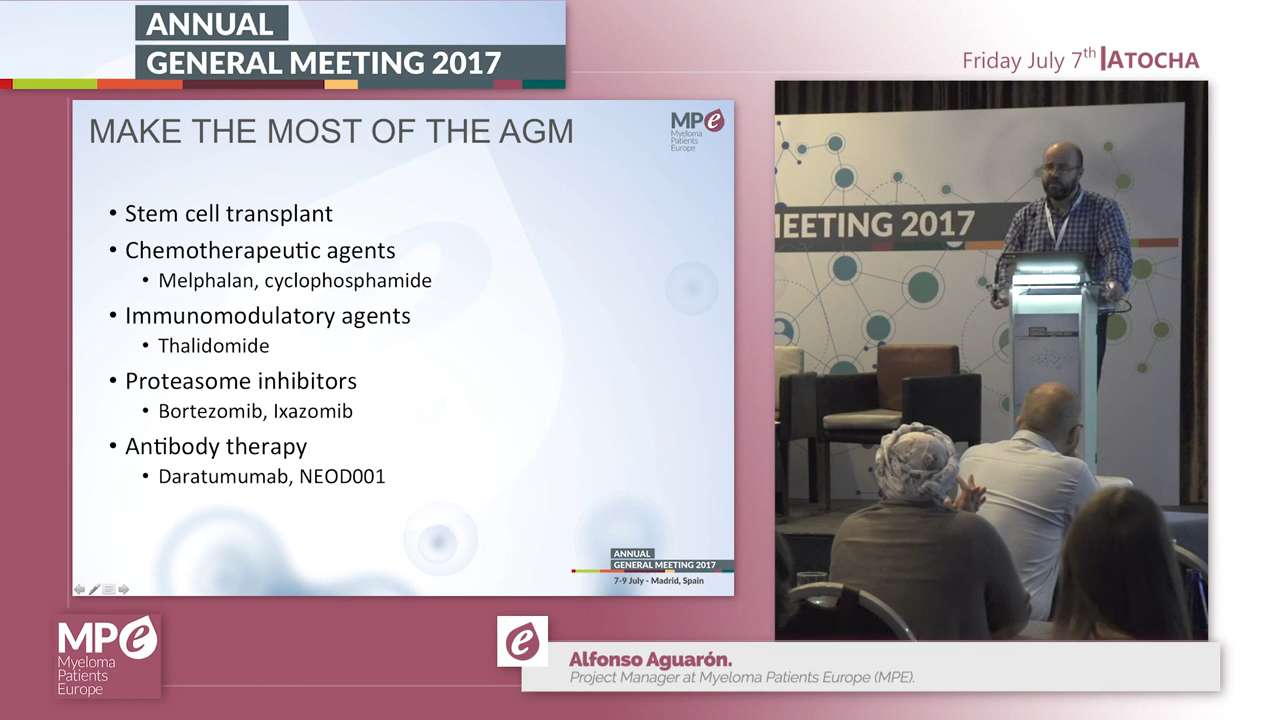 ANNUAL
GENERAL MEETING 2017
Friday July 7th ATOCHA
MAKE THE MOST OF THE AGM
MPe
Myeloma
Patients
Europe
• Stem cell transplant
• Chemotherapeutic agents
• Melphalan, cyclophosphamide
• Immunomodulatory agents
• Thalidomide
• Proteasome inhibitors
• Bortezomib, Ixazomib
• Antibody therapy
• Daratumumab, NEOD001
ANNUAL
GENERAL MEETING 2017
7-9 July - Madrid, Spain
MEETING 2017
MPe
Myeloma
Patients
Europe
e
Alfonso Aguarón.
Project Manager at Myeloma Patients Europe (MPE).